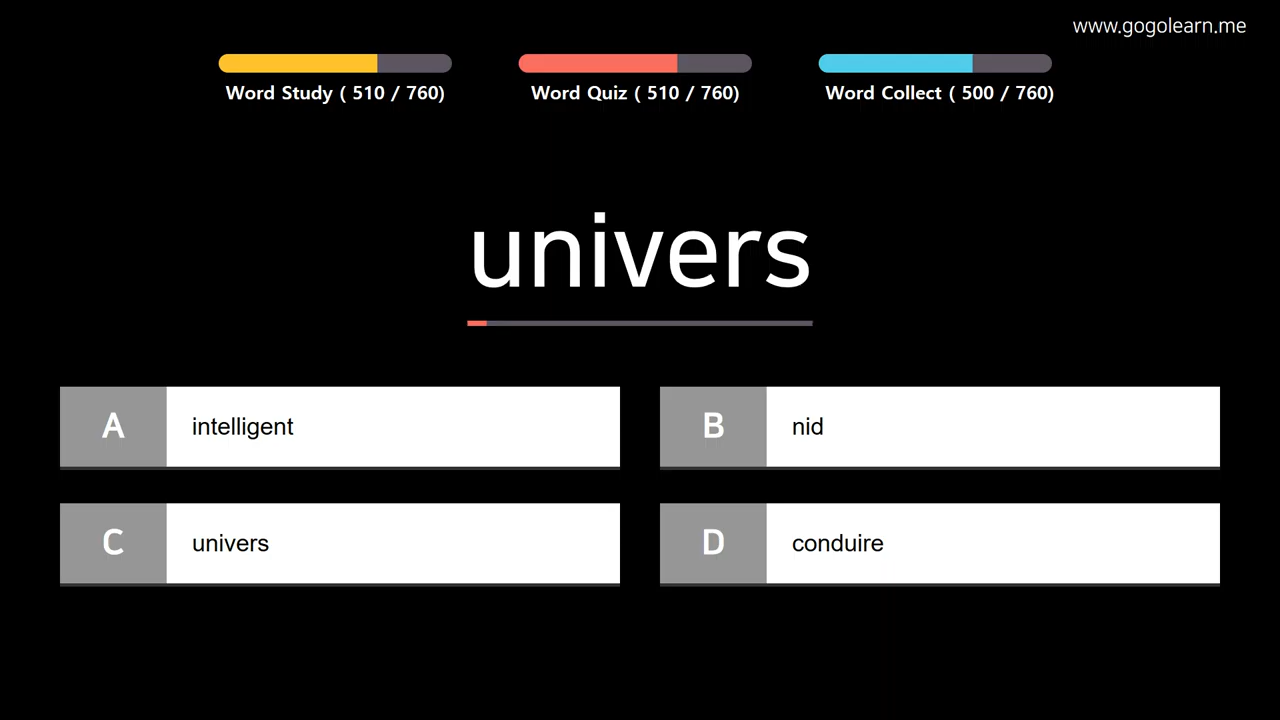 www.gogolearn.me
Word Study ( 510 / 760)
Word Quiz ( 510 / 760)
Word Collect ( 500 / 760)
univers
A intelligent
B nid
C univers
D conduire